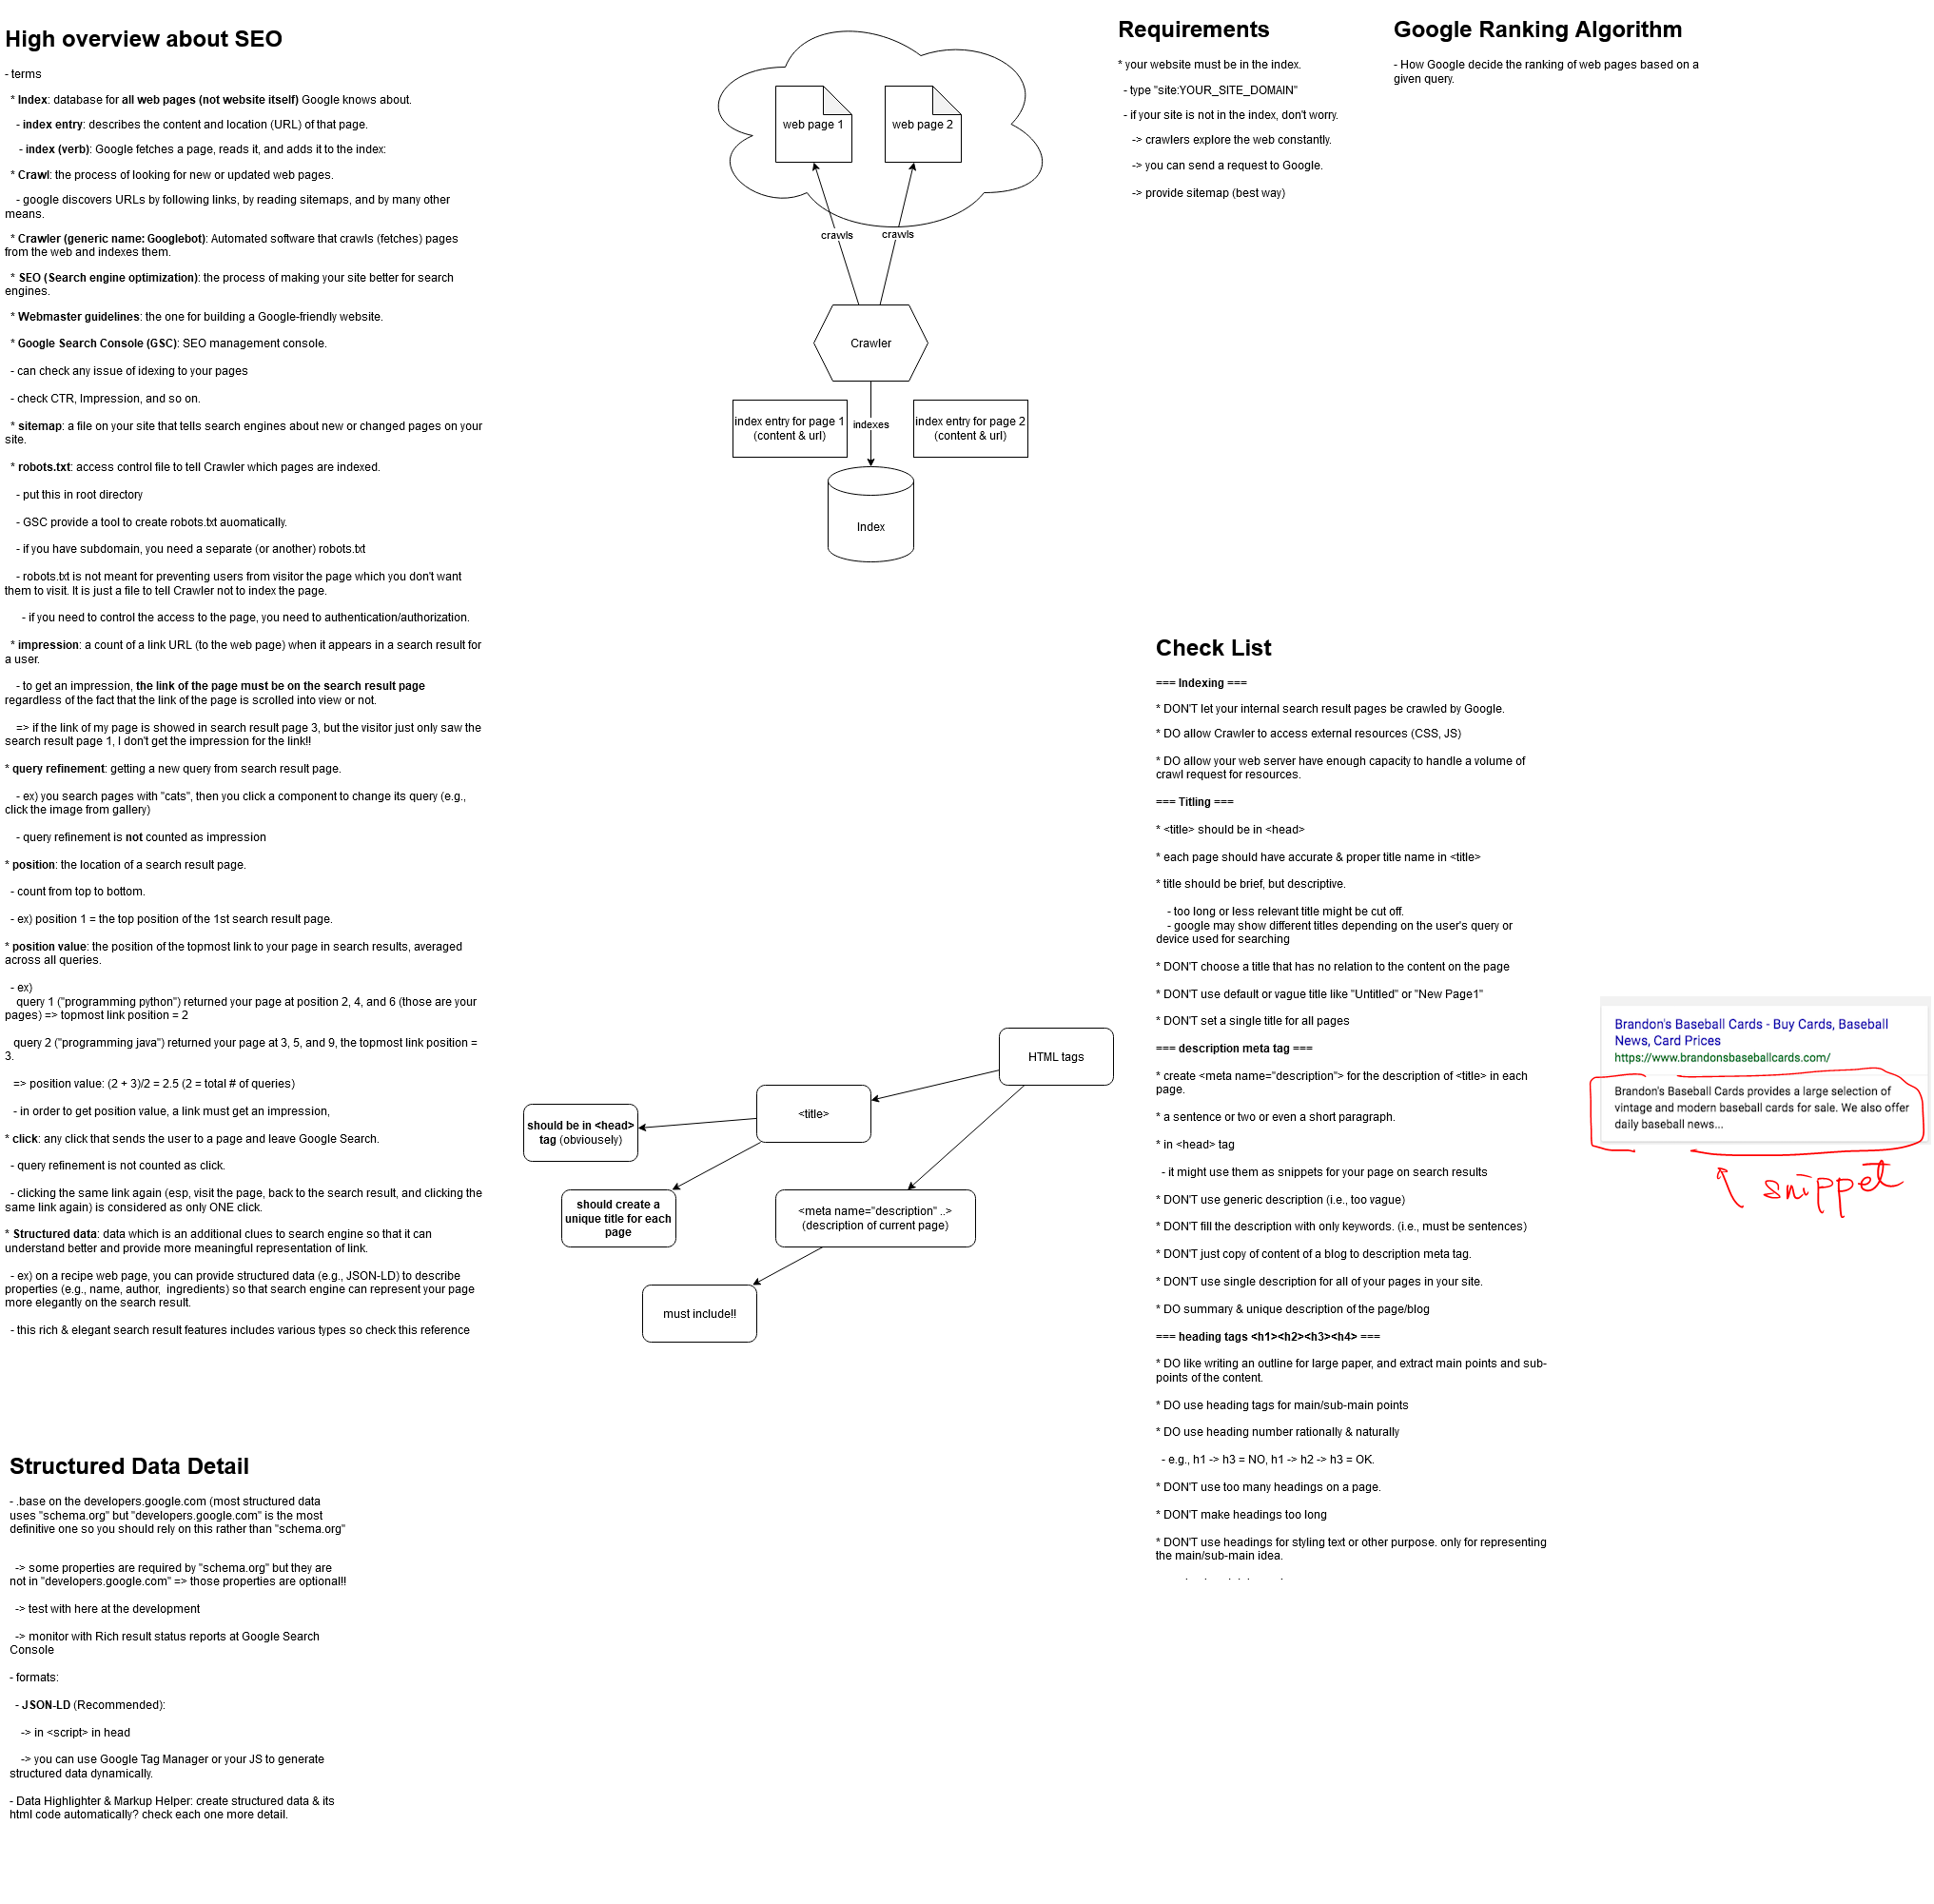 High overview about SEO
- terms
* Index: database for all web pages (not website itself) Google knows about.
- index entry: describes the content and location (URL) of that page.
- index (verb): Google fetches a page, reads it, and adds it to the index:
* Crawl: the process of looking for new or updated web pages.
- google discovers URLs by following links, by reading sitemaps, and by many other
means.
* Crawler (generic name: Googlebot): Automated software that crawls (fetches) pages
from the web and indexes them.
* SEO (Search engine optimization): the process of making your site better for search
engines.
* Webmaster guidelines: the one for building a Google-friendly website.
* Google Search Console (GSC): SEO management console.
- can check any issue of idexing to your pages
- check CTR, Impression, and so on.
* sitemap: a file on your site that tells search engines about new or changed pages on your
site.
* robots.txt: access control file to tell Crawler which pages are indexed.
- put this in root directory
- GSC provide a tool to create robots.txt auomatically.
- if you have subdomain, you need a separate (or another) robots.txt
- robots.txt is not meant for preventing users from visitor the page which you don't want
them to visit. It is just a file to tell Crawler not to index the page.
- if you need to control the access to the page, you need to authentication/authorization.
* impression: a count of a link URL (to the web page) when it appears in a search result for
a user.
- to get an impression, the link of the page must be on the search result page
regardless of the fact that the link of the page is scrolled into view or not.
=> if the link of my page is showed in search result page 3, but the visitor just only saw the
search result page 1, I don't get the impression for the link!!
* query refinement: getting a new query from search result page.
- ex) you search pages with "cats", then you click a component to change its query (e.g.,
click the image from gallery)
- query refinement is not counted as impression
* position: the location of a search result page.
- count from top to bottom.
- ex) position 1 = the top position of the 1st search result page.
* position value: the position of the topmost link to your page in search results, averaged
across all queries.
- ex)
query 1 ("programming python") returned your page at position 2, 4, and 6 (those are your
pages) => topmost link position = 2
query 2 ("programming java") returned your page at 3, 5, and 9, the topmost link position =
3.
=> position value: (2 + 3)/2 = 2.5 (2 = total # of queries)
- in order to get position value, a link must get an impression,
* click: any click that sends the user to a page and leave Google Search.
- query refinement is not counted as click.
- clicking the same link again (esp, visit the page, back to the search result, and clicking the
same link again) is considered as only ONE click.
* Structured data: data which is an additional clues to search engine so that it can
understand better and provide more meaningful representation of link.
- ex) on a recipe web page, you can provide structured data (e.g., JSON-LD) to describe
properties (e.g., name, author, ingredients) so that search engine can represent your page
more elegantly on the search result.
- this rich & elegant search result features includes various types so check this reference
Structured Data Detail
- .base on the developers.google.com (most structured data
uses "schema.org" but "developers.google.com" is the most
definitive one so you should rely on this rather than "schema.org"
-> some properties are required by "schema.org" but they are
not in "developers.google.com" => those properties are optional!!
-> test with here at the development
-> monitor with Rich result status reports at Google Search
Console
- formats:
- JSON-LD (Recommended):
-> in <script> in head
-> you can use Google Tag Manager or your JS to generate
structured data dynamically.
- Data Highlighter & Markup Helper: create structured data & its
html code automatically? check each one more detail.
web page 1
web page 2
crawls
crawls
Crawler
index entry for page 1
(content & url)
indexes
index entry for page 2
(content & url)
Index
HTML tags
<title>
should be in <head>
tag (obviousely)
should create a
unique title for each
page
<meta name="description" ..>
(description of current page)
must include!!
Requirements
* your website must be in the index.
- type "site:YOUR_SITE_DOMAIN"
- if your site is not in the index, don't worry.
-> crawlers explore the web constantly.
-> you can send a request to Google.
-> provide sitemap (best way)
Google Ranking Algorithm
- How Google decide the ranking of web pages based on a
given query.
Check List
=== Indexing ===
* DON'T let your internal search result pages be crawled by Google.
* DO allow Crawler to access external resources (CSS, JS)
* DO allow your web server have enough capacity to handle a volume of
crawl request for resources.
=== Titling ===
* <title> should be in <head>
* each page should have accurate & proper title name in <title>
* title should be brief, but descriptive.
- too long or less relevant title might be cut off.
- google may show different titles depending on the user's query or
device used for searching
* DON'T choose a title that has no relation to the content on the page
* DON'T use default or vague title like "Untitled" or "New Page1"
* DON'T set a single title for all pages
=== description meta tag ===
* create <meta name="description"> for the description of <title> in each
page.
* a sentence or two or even a short paragraph.
* in <head> tag
- it might use them as snippets for your page on search results
* DON'T use generic description (i.e., too vague)
* DON'T fill the description with only keywords. (i.e., must be sentences)
* DON'T just copy of content of a blog to description meta tag.
* DON'T use single description for all of your pages in your site.
* DO summary & unique description of the page/blog
=== heading tags <h1><h2><h3><h4> ===
* DO like writing an outline for large paper, and extract main points and sub-
points of the content.
* DO use heading tags for main/sub-main points
* DO use heading number rationally & naturally
- e.g., h1 -> h3 = NO, h1 -> h2 -> h3 = OK.
* DON'T use too many headings on a page.
* DON'T make headings too long
* DON'T use headings for styling text or other purpose. only for representing
the main/sub-main idea.
Brandon's Baseball Cards - Buy Cards, Baseball
News, Card Prices
https://www.brandonsbaseballcards.com/
Brandon's Baseball Cards provides a large selection of
vintage and modern baseball cards for sale. We also offer
daily baseball news...
snippet